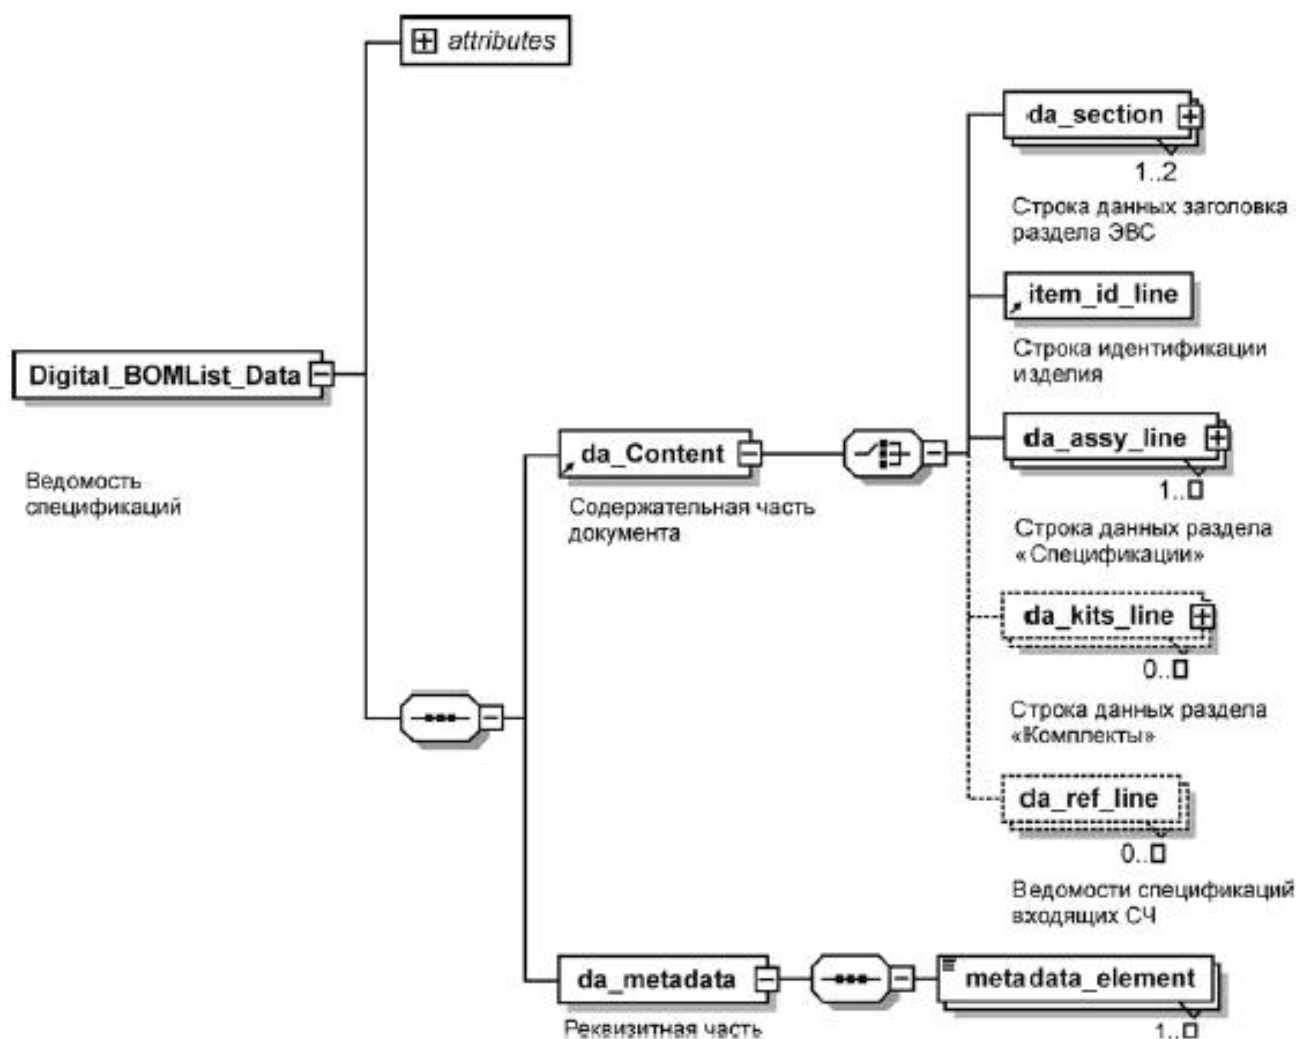 attributes
da_section
1..2
Строка данных заголовка
раздела ЭВС
item_id_line
Строка идентификации
изделия
Digital_BOMList_Data
Ведомость
спецификаций
da_Content
Содержательная часть
документа
da_assy_line
1..□
Строка данных раздела
«Спецификации»
da_kits_line
0..□
Строка данных раздела
«Комплекты»
da_ref_line
0..□
Ведомости спецификаций
входящих СЧ
da_metadata
Реквизитная часть
metadata_element
1..□